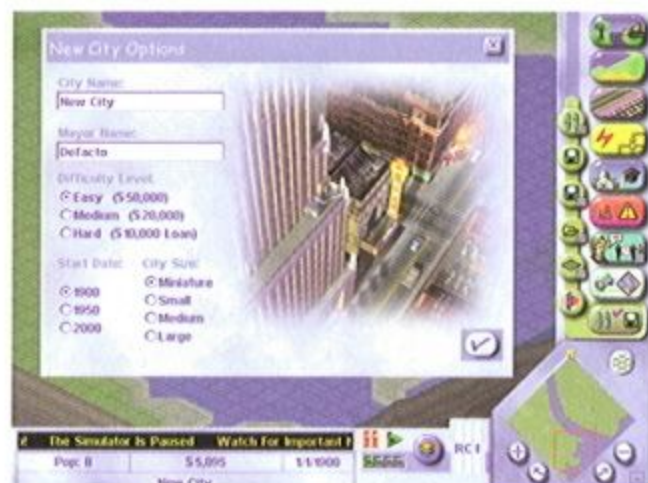 New City Options
City Name:
New City
Mayor Name:
Defacto
Difficulty Level:
Easy ($50,000)
Medium ($20,000)
Hard ($10,000 Loan)
Start Date: City Size:
1900 Miniature
1950 Small
2000 Medium
Large
The Simulator Is Paused Watch For Important
$5,095 1/1/1900
RCI
New City